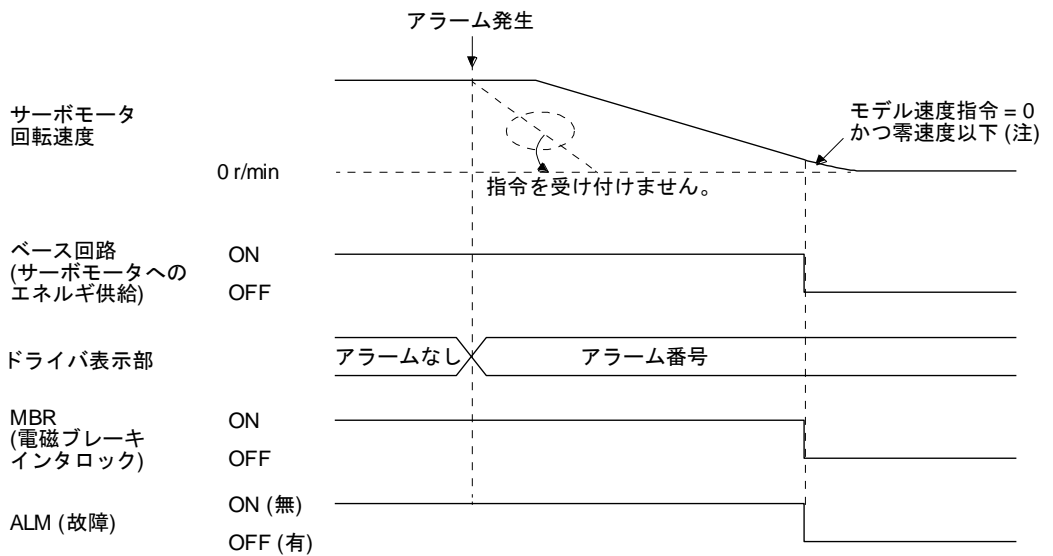 アラーム発生
サーボモータ
回転速度
モデル速度指令 = 0
かつ零速度以下 (注)
0 r/min
指令を受け付けません。
ベース回路
(サーボモータへの
エネルギ供給)
ON
OFF
ドライバ表示部
アラームなし
アラーム番号
MBR
(電磁ブレーキ
インタロック)
ON
OFF
ALM (故障)
ON (無)
OFF (有)